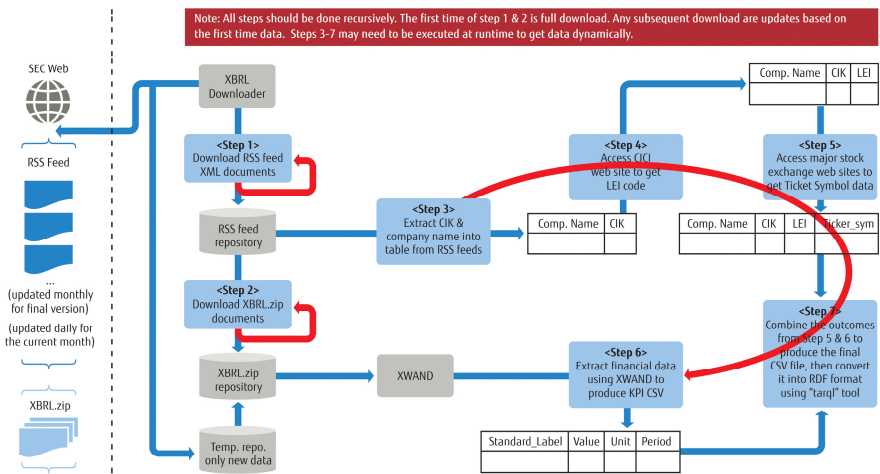 Note: All steps should be done recursively. The first time of step 1 & 2 is full download. Any subsequent download are updates based on
the first time data. Steps 3-7 may need to be executed at runtime to get data dynamically.
SEC Web
RSS Feed
...
(updated monthly
for final version)
(updated daily for
the current month)
XBRL.zip
XBRL
Downloader
<Step 1>
Download RSS feed
XML documents
RSS feed
repository
<Step 2>
Download XBRL.zip
documents
XBRL.zip
repository
Temp. repo.
only new data
<Step 3>
Extract CIK &
company name into
table from RSS feeds
XWAND
Comp. Name CIK
<Step 4>
Access CICI
web site to get
LEI code
Comp. Name CIK LEI
<Step 5>
Access major stock
exchange web sites to
get Ticket Symbol data
Comp. Name CIK LEI Ticker_sym
<Step 6>
Extract financial data
using XWAND to
produce KPI CSV
Standard_Label Value Unit Period
<Step 7>
Combine the outcomes
from Step 5 & 6 to
produce the final
CSV file, then convert
it into RDF format
using "tarql" tool